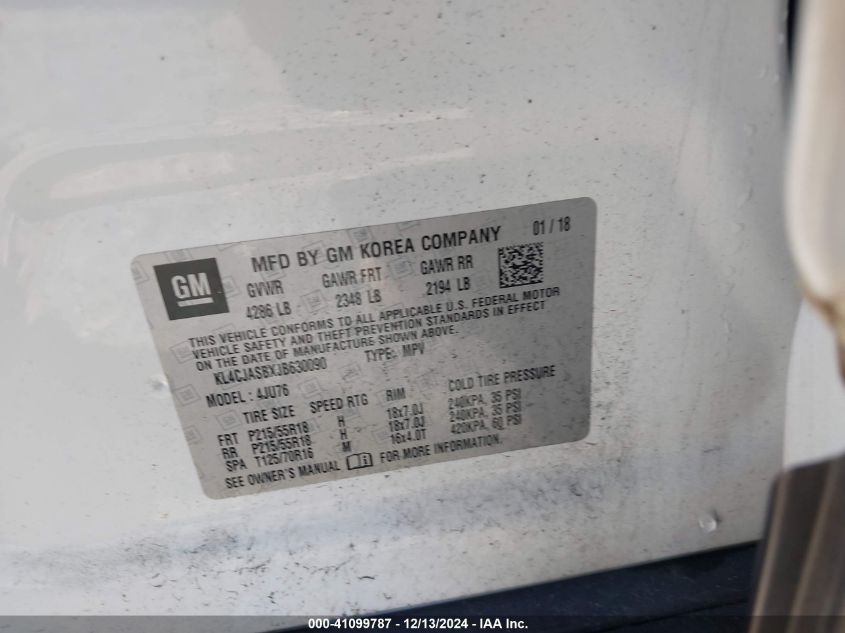 GM
MFD BY GM KOREA COMPANY 01 / 18
GVWR GAWR FRT GAWR RR
4286 LB 2348 LB 2194 LB
THIS VEHICLE CONFORMS TO ALL APPLICABLE U.S. FEDERAL MOTOR
VEHICLE SAFETY AND THEFT PREVENTION STANDARDS IN EFFECT
ON THE DATE OF MANUFACTURE SHOWN ABOVE.
KL4CJASBXJB630090 TYPE: MPV
MODEL : 4JU76
TIRE SIZE SPEED RTG RIM COLD TIRE PRESSURE
FRT P215/55R18 H 18x7.0J 240KPA, 35 PSI
RR P215/55R18 H 18x7.0J 240KPA, 35 PSI
SPA T125/70R16 M 16x4.0T 420KPA, 60 PSI
SEE OWNER'S MANUAL FOR MORE INFORMATION.
000-41099787 - 12/13/2024 - IAA Inc.